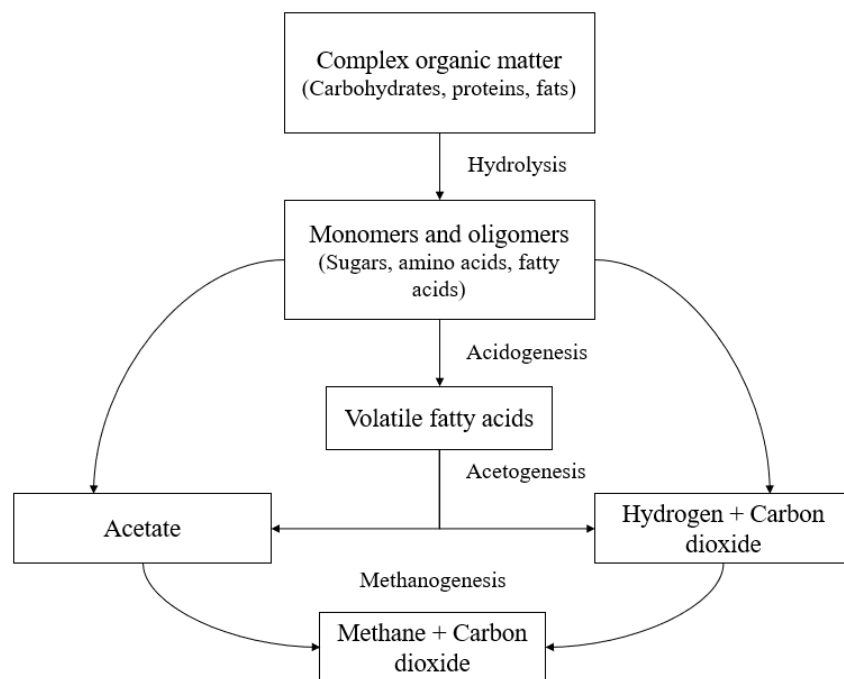 Complex organic matter
(Carbohydrates, proteins, fats)
Hydrolysis
Monomers and oligomers
(Sugars, amino acids, fatty
acids)
Acidogenesis
Volatile fatty acids
Acetogenesis
Acetate
Hydrogen + Carbon
dioxide
Methanogenesis
Methane + Carbon
dioxide